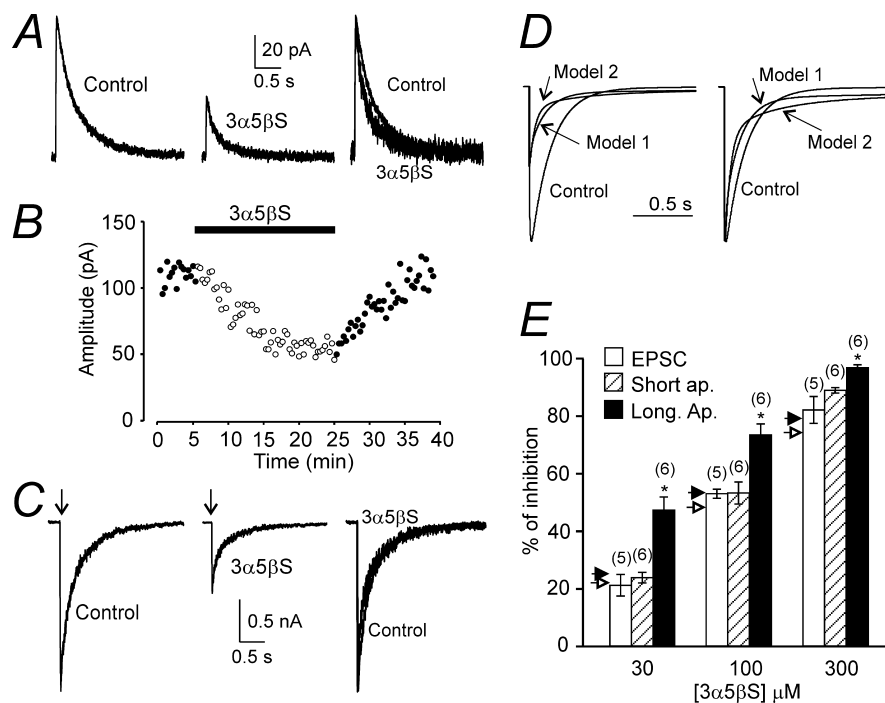 A
Control
3α5βS
20 pA
0.5 s
Control
3α5βS
B
3α5βS
Amplitude (pA)
150
100
50
0
0 5 10 15 20 25 30 35 40
Time (min)
C
Control
3α5βS
0.5 nA
0.5 s
3α5βS
Control
D
Model 2
Model 1
Control
0.5 s
Model 1
Model 2
Control
E
% of inhibition
100
80
60
40
20
0
EPSC
Short ap.
Long. Ap.
(5) (6) (6) *
(5) (6) (6) *
(5) (6) (6) *
30 100 300
[3α5βS] μM